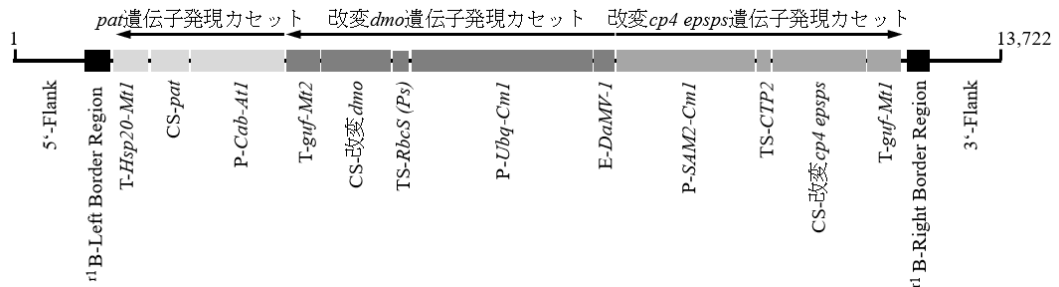 pat遺伝子発現カセット 改変dmo遺伝子発現カセット 改変cp4 epsps遺伝子発現カセット
1
13,722
5‘-Flank
r1 B-Left Border Region
T-Hsp20-Mt1
CS-pat
P-Cab-At1
T-guf-Mt2
CS-改変dmo
TS-RbcS (Ps)
P-Ubq-Cm1
E-DaMV-1
P-SAM2-Cm1
TS-CTP2
CS-改変cp4 epsps
T-guf-Mt1
r1 B-Right Border Region
3‘-Flank